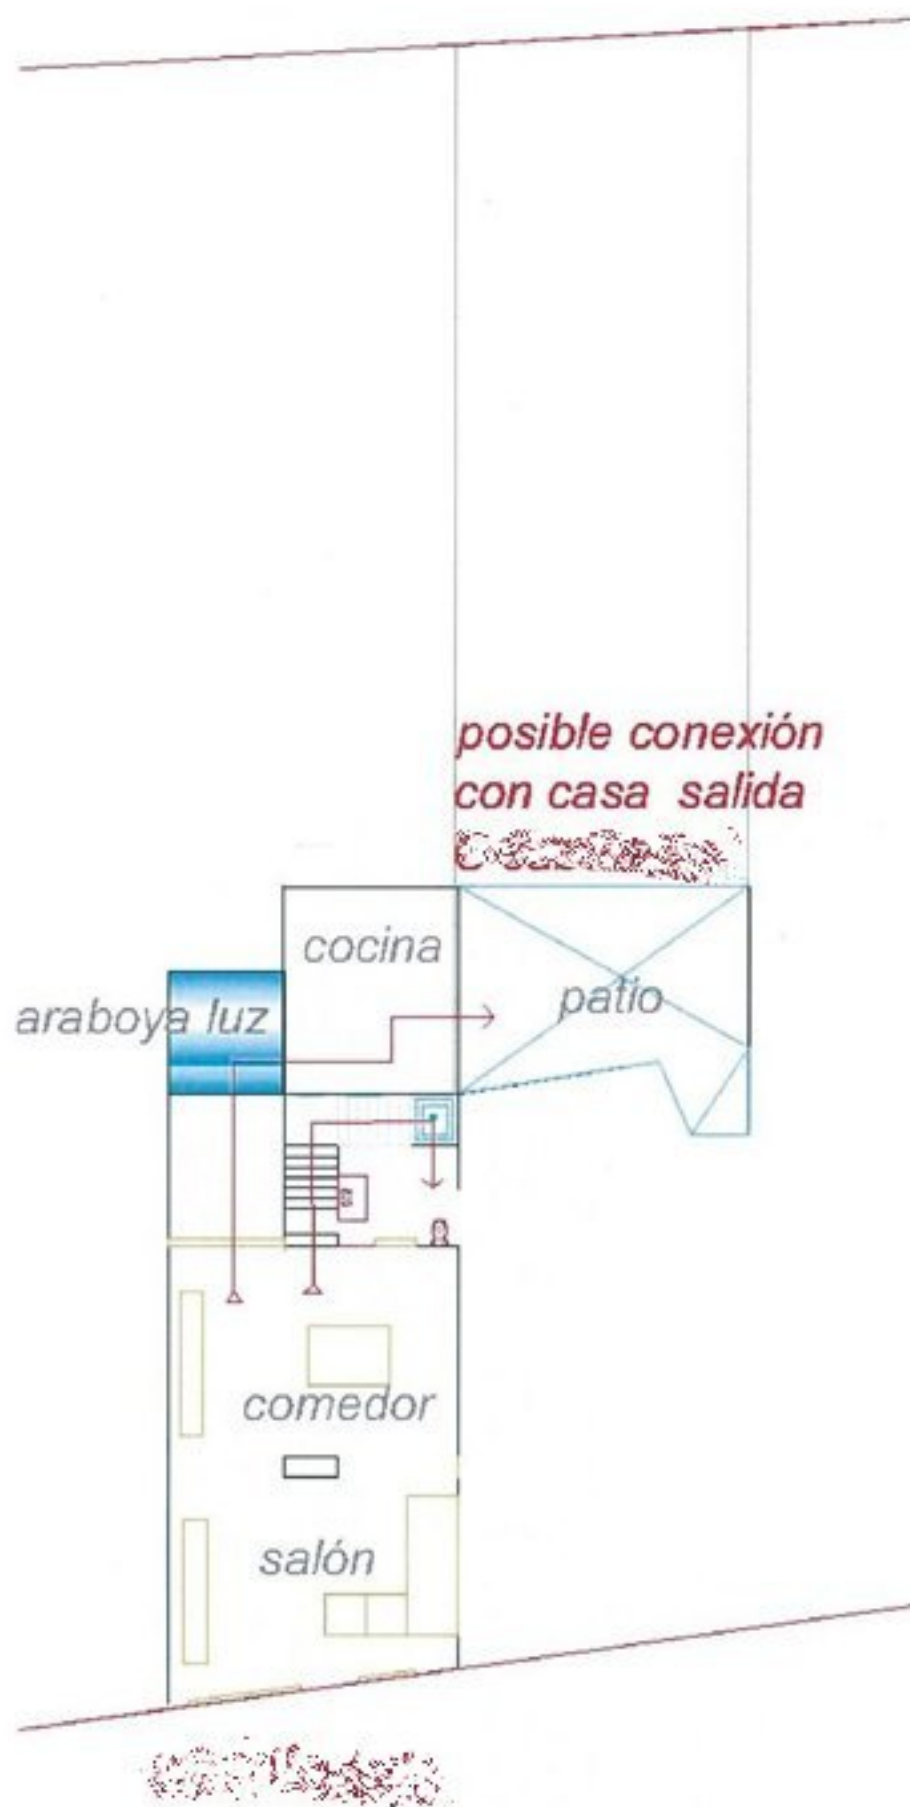 posible conexión
con casa salida
cocina
araboya luz
patio
comedor
salón